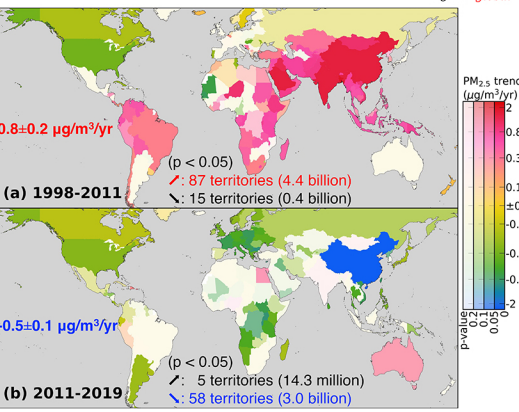 PM2.5 trend
(μg/m³/yr)
0.8±0.2 μg/m³/yr
(p < 0.05)
↗: 87 territories (4.4 billion)
↘: 15 territories (0.4 billion)
(a) 1998-2011
2
0.8
0.3
0.1
0.0
-0.
-0.
-0.
-2
p-value
0.2
0.1
0.05
0
-0.5±0.1 μg/m³/yr
(p < 0.05)
↗: 5 territories (14.3 million)
↘: 58 territories (3.0 billion)
(b) 2011-2019